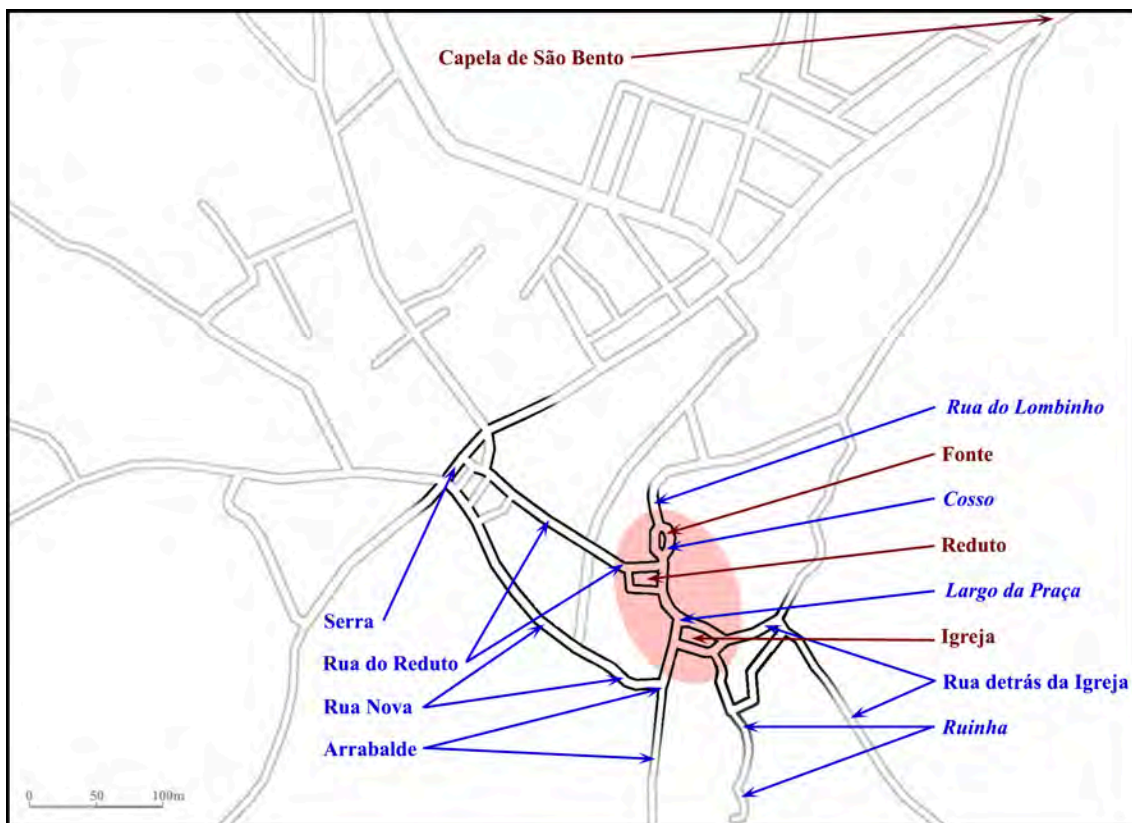 Capela de São Bento
Rua do Lombinho
Fonte
Cosso
Reduto
Largo da Praça
Igreja
Rua detrás da Igreja
Ruinha
Serra
Rua do Reduto
Rua Nova
Arrabalde
0 50 100m